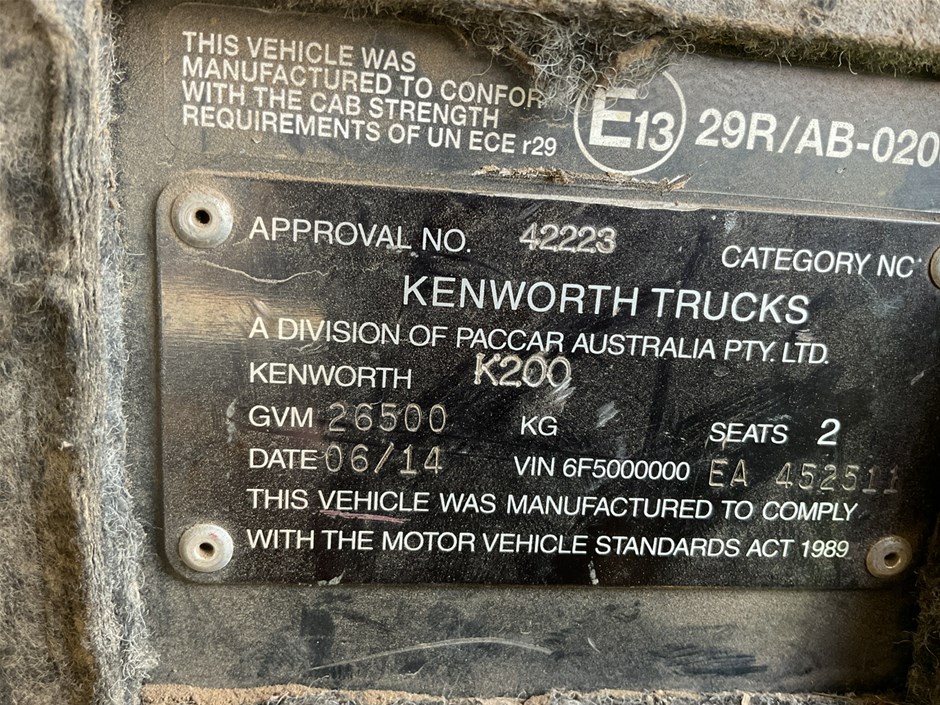 THIS VEHICLE WAS
MANUFACTURED TO CONFOR
WITH THE CAB STRENGTH
REQUIREMENTS OF UN ECE r29
E13 29R/AB-020
APPROVAL NO. 42223 CATEGORY NC
KENWORTH TRUCKS
A DIVISION OF PACCAR AUSTRALIA PTY. LTD.
KENWORTH K200
GVM 26500 KG SEATS 2
DATE 06/14 VIN 6F5000000 EA 452511
THIS VEHICLE WAS MANUFACTURED TO COMPLY
WITH THE MOTOR VEHICLE STANDARDS ACT 1989